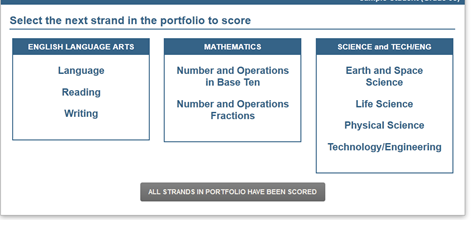 Select the next strand in the portfolio to score
ENGLISH LANGUAGE ARTS
Language
Reading
Writing
MATHEMATICS
Number and Operations
in Base Ten
Number and Operations
Fractions
SCIENCE and TECH/ENG
Earth and Space
Science
Life Science
Physical Science
Technology/Engineering
ALL STRANDS IN PORTFOLIO HAVE BEEN SCORED